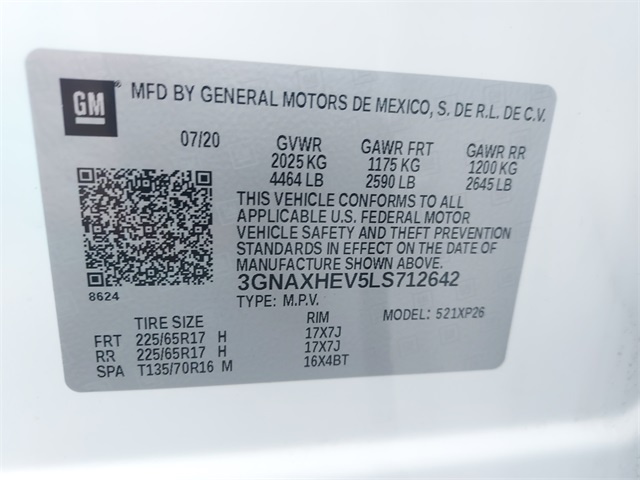 GM ® MFD BY GENERAL MOTORS DE MEXICO, S. DE R.L. DE C.V.
07/20 GVWR GAWR FRT GAWR RR
2025 KG 1175 KG 1200 KG
4464 LB 2590 LB 2645 LB
THIS VEHICLE CONFORMS TO ALL
APPLICABLE U.S. FEDERAL MOTOR
VEHICLE SAFETY AND THEFT PREVENTION
STANDARDS IN EFFECT ON THE DATE
OF MANUFACTURE SHOWN ABOVE.
8624 3GNAXHEV5LS712642
TYPE: M.P.V. MODEL: 521XP26
TIRE SIZE RIM
FRT 225/65R17 H 17X7J
RR 225/65R17 H 17X7J
SPA T135/70R16 M 16X4BT